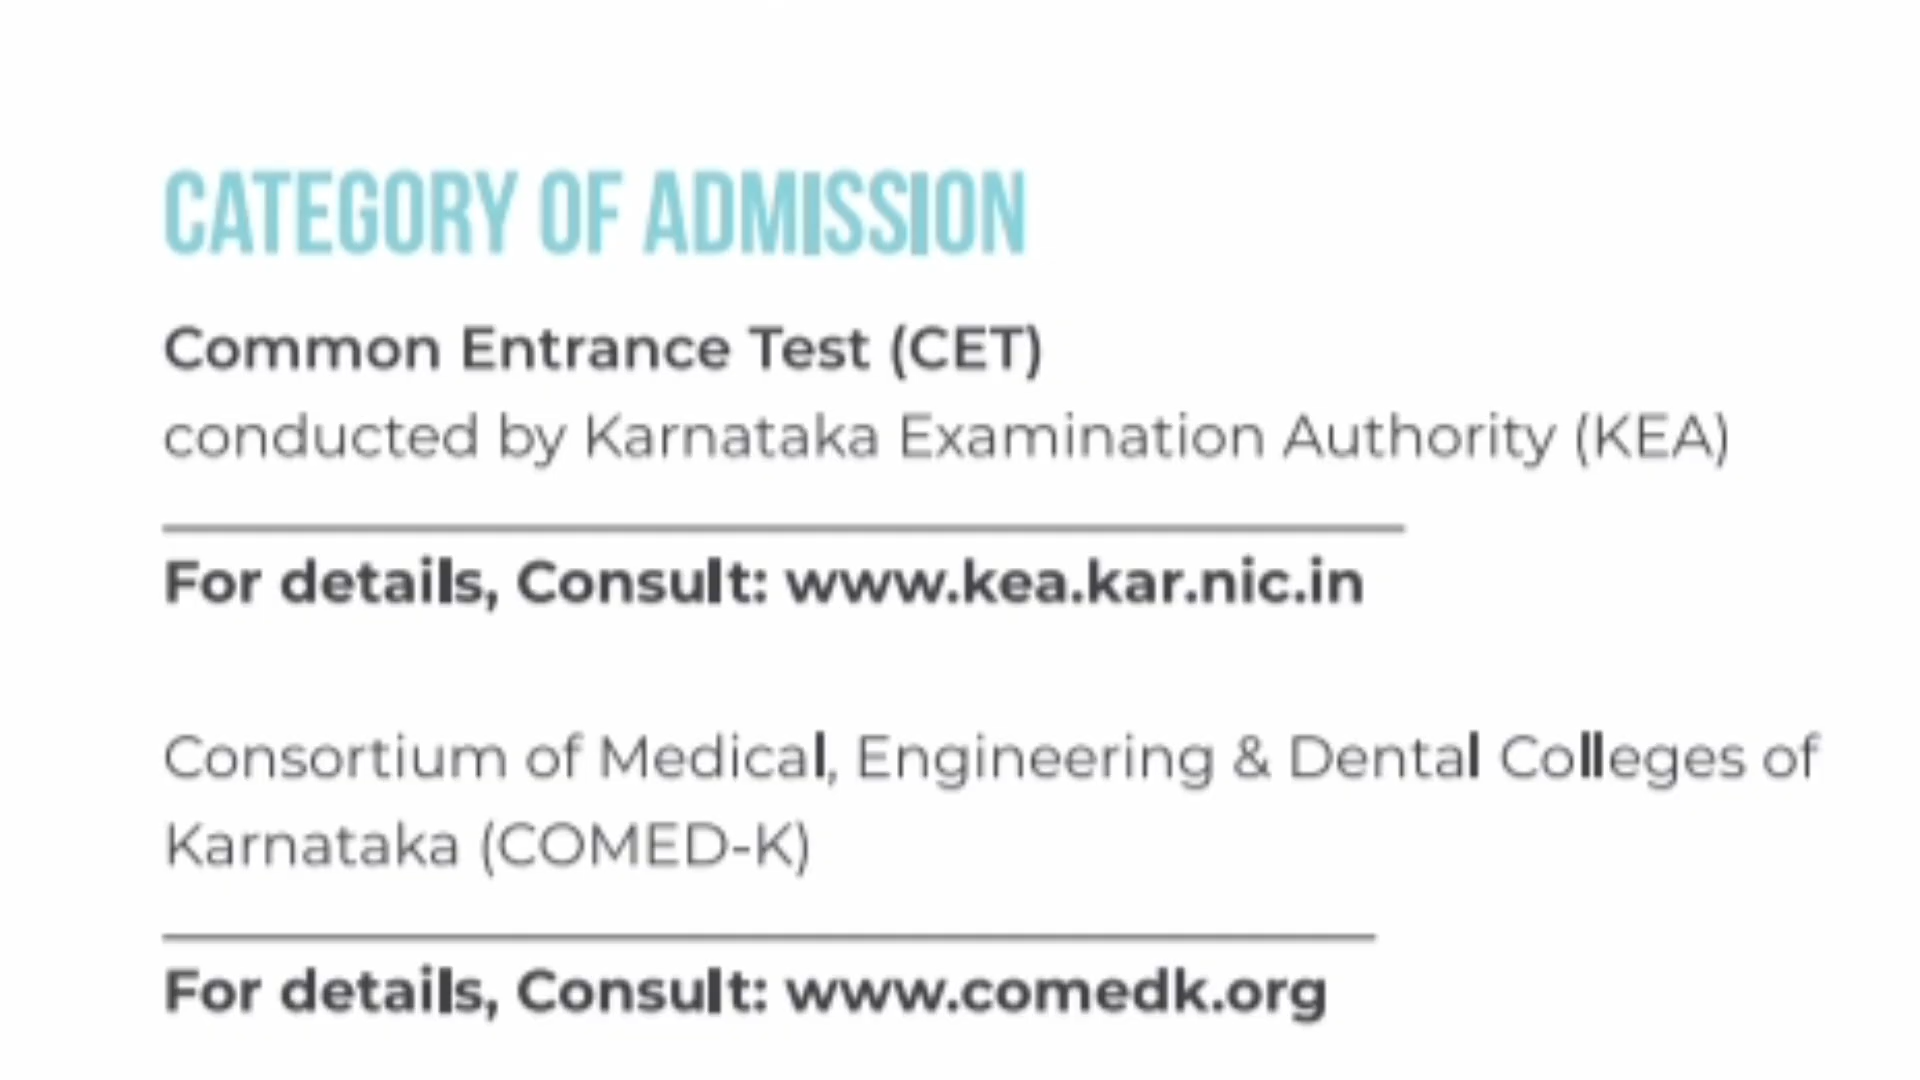 CATEGORY OF ADMISSION
Common Entrance Test (CET)
conducted by Karnataka Examination Authority (KEA)
For details, Consult: www.kea.kar.nic.in
Consortium of Medical, Engineering & Dental Colleges of
Karnataka (COMED-K)
For details, Consult: www.comedk.org